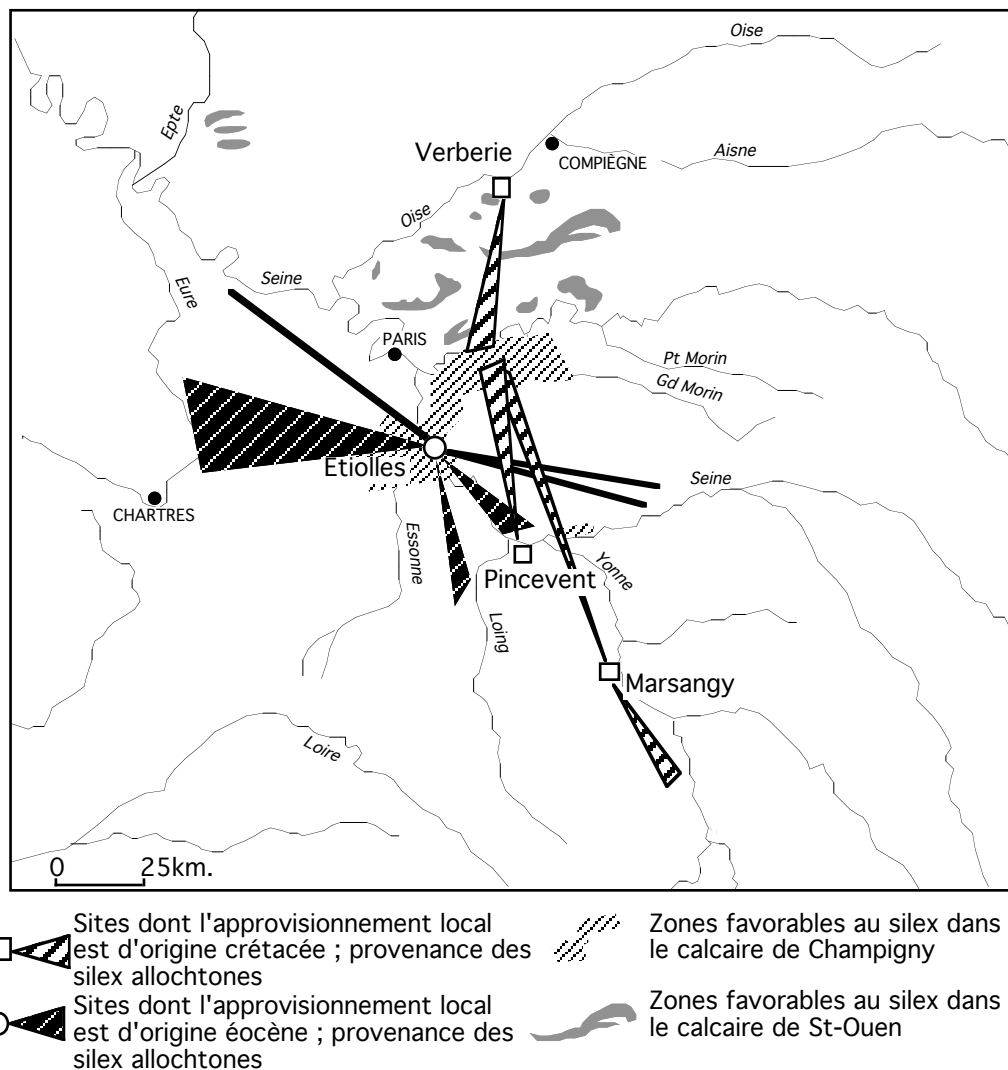 Oise
Epte
Verberie
COMPIÈGNE
Aisne
Oise
Seine
Eure
PARIS
Pt Morin
Gd Morin
Etiolles
Seine
CHARTRES
Essonne
Pincevent
Yonne
Loing
Marsangy
Loire
0 25km.
Sites dont l'approvisionnement local
est d'origine crétacée ; provenance des
silex allochtones
Zones favorables au silex dans
le calcaire de Champigny
Sites dont l'approvisionnement local
est d'origine éocène ; provenance des
silex allochtones
Zones favorables au silex dans
le calcaire de St-Ouen